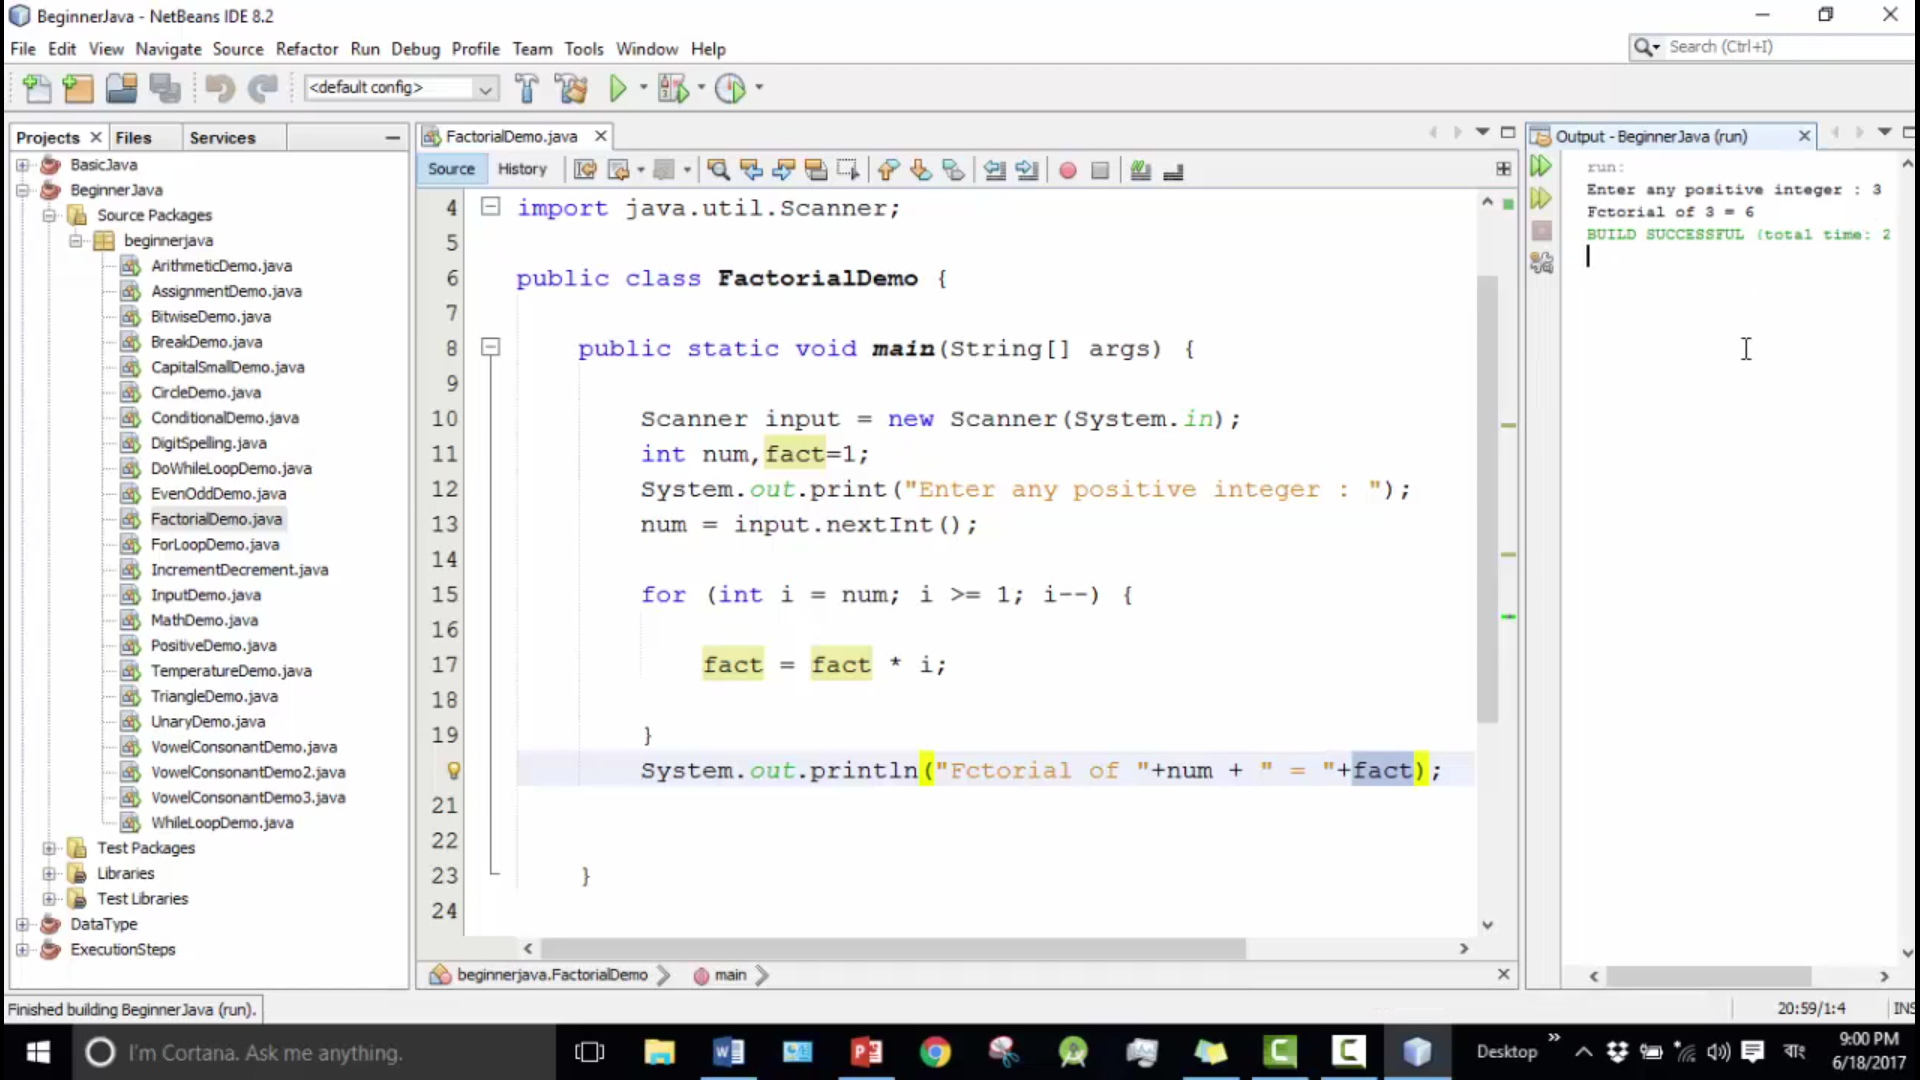 BeginnerJava - NetBeans IDE 8.2
File Edit View Navigate Source Refactor Run Debug Profile Team Tools Window Help
Search (Ctrl+I)
<default config>
Projects Files Services
BasicJava
BeginnerJava
Source Packages
beginnerjava
ArithmeticDemo.java
AssignmentDemo.java
BitwiseDemo.java
BreakDemo.java
CapitalSmallDemo.java
CircleDemo.java
ConditionalDemo.java
DigitSpelling.java
DoWhileLoopDemo.java
EvenOddDemo.java
FactorialDemo.java
ForLoopDemo.java
IncrementDecrement.java
InputDemo.java
MathDemo.java
PositiveDemo.java
TemperatureDemo.java
TriangleDemo.java
UnaryDemo.java
VowelConsonantDemo.java
VowelConsonantDemo2.java
VowelConsonantDemo3.java
WhileLoopDemo.java
Test Packages
Libraries
Test Libraries
DataType
ExecutionSteps
FactorialDemo.java
Source History
4 import java.util.Scanner;
5
6 public class FactorialDemo {
7
8 public static void main(String[] args) {
9
10 Scanner input = new Scanner(System.in);
11 int num,fact=1;
12 System.out.print("Enter any positive integer : ");
13 num = input.nextInt();
14
15 for (int i = num; i >= 1; i--) {
16
17 fact = fact * i;
18
19 }
System.out.println("Fctorial of "+num + " = "+fact);
21
22
23 }
24
beginnerjava.FactorialDemo main
Output - BeginnerJava (run)
run:
Enter any positive integer : 3
Fctorial of 3 = 6
BUILD SUCCESSFUL (total time: 2
Finished building BeginnerJava (run).
20:59/1:4 INS
I'm Cortana. Ask me anything.
Desktop
বাং
9:00 PM
6/18/2017